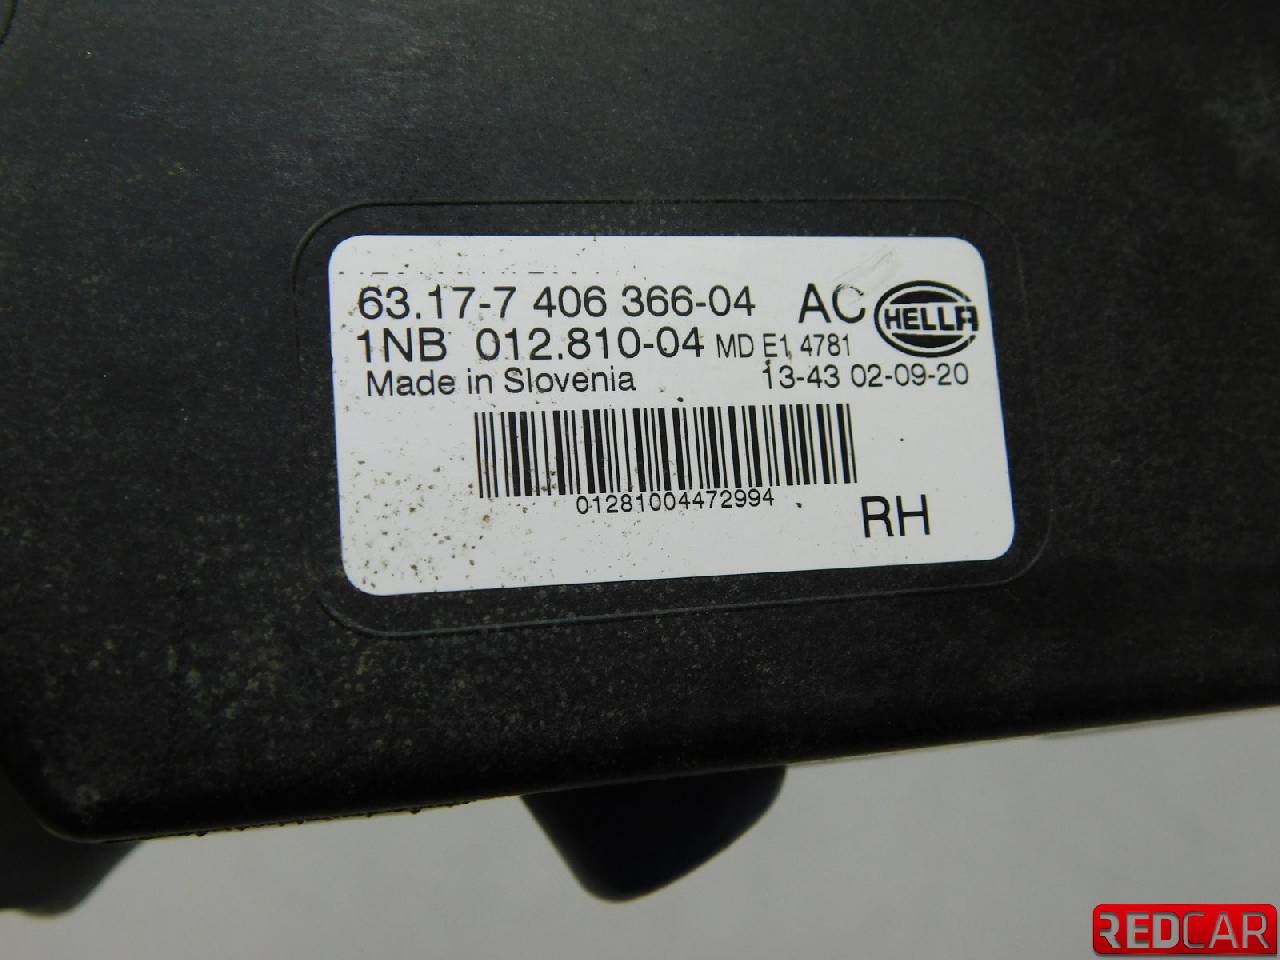 63.17-7 406 366-04 AC HELLA
1NB 012.810-04 MD E1 4781
Made in Slovenia 13-43 02-09-20
01281004472994
RH
REDCAR